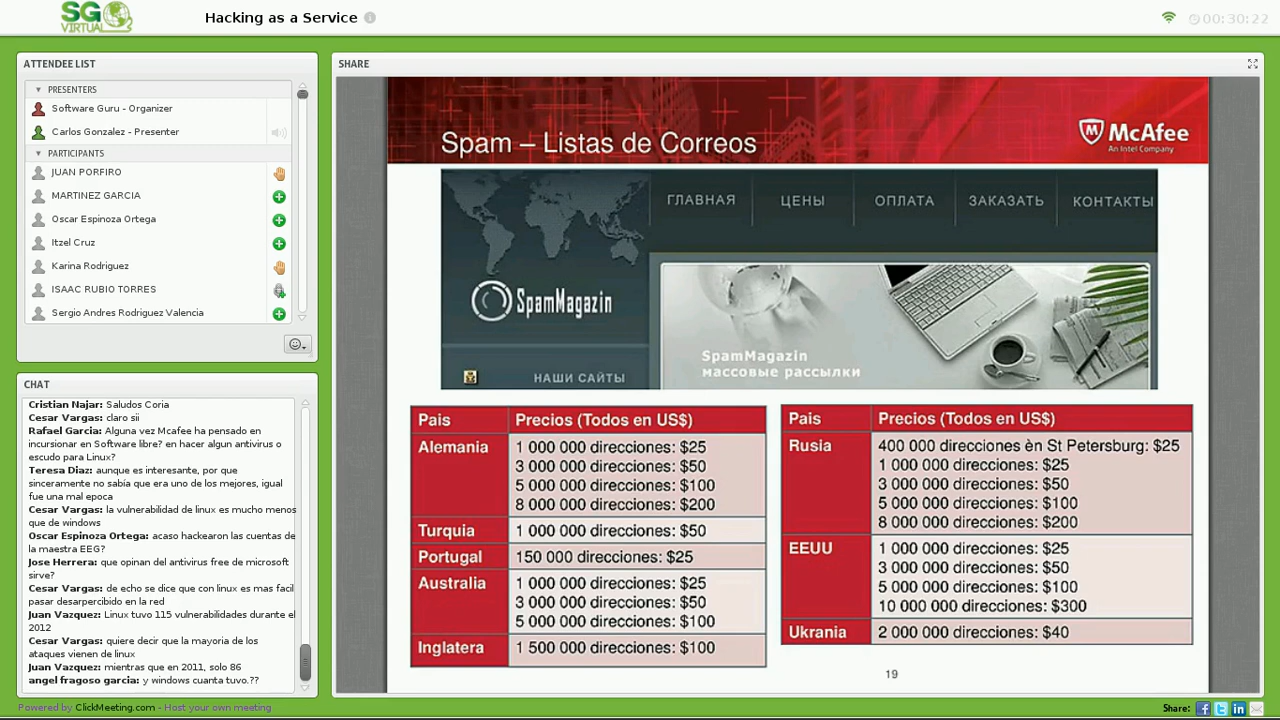 SG
VIRTUAL
Hacking as a Service
00:30:22
ATTENDEE LIST
PRESENTERS
Software Guru - Organizer
Carlos Gonzalez - Presenter
PARTICIPANTS
JUAN PORFIRO
MARTINEZ GARCIA
Oscar Espinoza Ortega
Itzel Cruz
Karina Rodriguez
ISAAC RUBIO TORRES
Sergio Andres Rodriguez Valencia
CHAT
Cristian Najar: Saludos Coria
Cesar Vargas: claro sii
Rafael Garcia: Alguna vez Mcafee ha pensado en
incursionar en Software libre? en hacer algun antivirus o
escudo para Linux?
Teresa Diaz: aunque es interesante, por que
sinceramente no sabía que era uno de los mejores, igual
fue una mal epoca
Cesar Vargas: la vulnerabilidad de linux es mucho menos
que de windows
Oscar Espinoza Ortega: acaso hackearon las cuentas de
la maestra EEG?
Jose Herrera: que opinan del antivirus free de microsoft
sirve?
Cesar Vargas: de echo se dice que con linux es mas facil
pasar desarpercibido en la red
Juan Vazquez: Linux tuvo 115 vulnerabilidades durante el
2012
Cesar Vargas: quiere decir que la mayoria de los
ataques vienen de linux
Juan Vazquez: mientras que en 2011, solo 86
angel fragoso garcia: y windows cuanta tuvo.??
SHARE
Spam – Listas de Correos
McAfee
An Intel Company
ГЛАВНАЯ ЦЕНЫ ОПЛАТА ЗАКАЗАТЬ КОНТАКТЫ
SpamMagazin
SpamMagazin
массовые рассылки
НАШИ САЙТЫ
Pais Precios (Todos en US$)
Alemania 1 000 000 direcciones: $25
3 000 000 direcciones: $50
5 000 000 direcciones: $100
8 000 000 direcciones: $200
Turquia 1 000 000 direcciones: $50
Portugal 150 000 direcciones: $25
Australia 1 000 000 direcciones: $25
3 000 000 direcciones: $50
5 000 000 direcciones: $100
Inglatera 1 500 000 direcciones: $100
Pais Precios (Todos en US$)
Rusia 400 000 direcciones èn St Petersburg: $25
1 000 000 direcciones: $25
3 000 000 direcciones: $50
5 000 000 direcciones: $100
8 000 000 direcciones: $200
EEUU 1 000 000 direcciones: $25
3 000 000 direcciones: $50
5 000 000 direcciones: $100
10 000 000 direcciones: $300
Ukrania 2 000 000 direcciones: $40
19
Powered by ClickMeeting.com - Host your own meeting
Share: